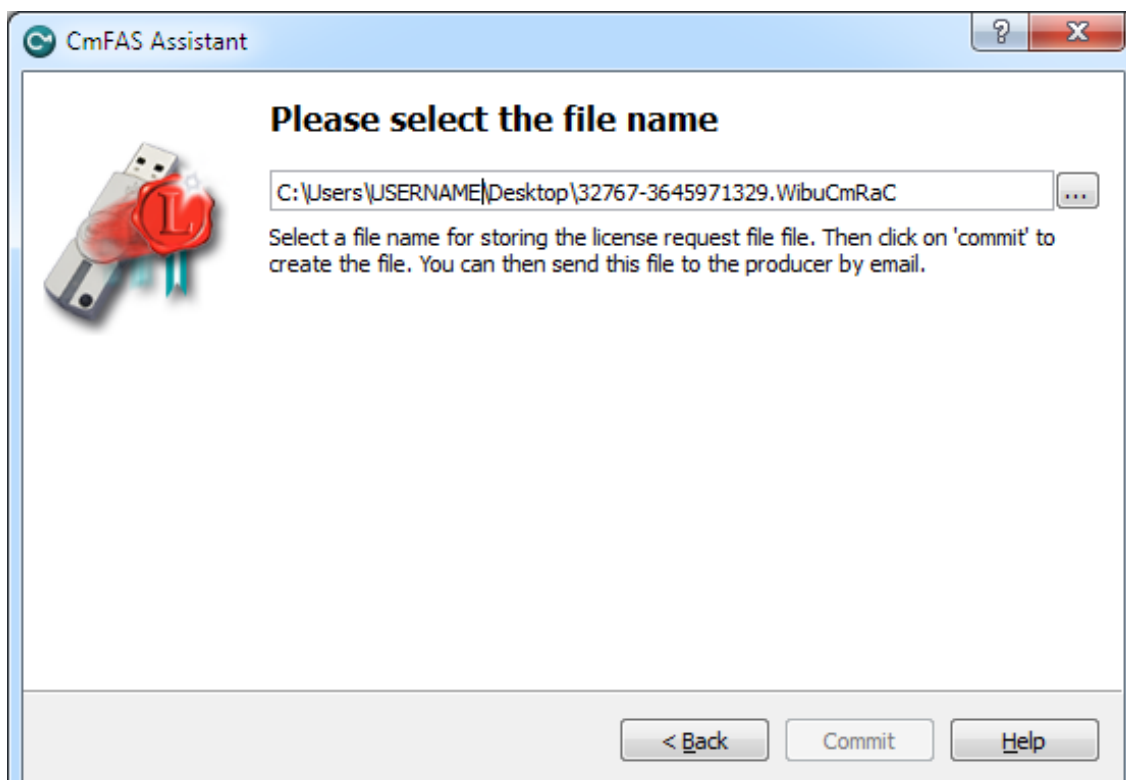 CmFAS Assistant
Please select the file name
C:\Users\USERNAME\Desktop\32767-3645971329.WibuCmRaC
...
Select a file name for storing the license request file file. Then click on 'commit' to
create the file. You can then send this file to the producer by email.
L
< Back
Commit
Help